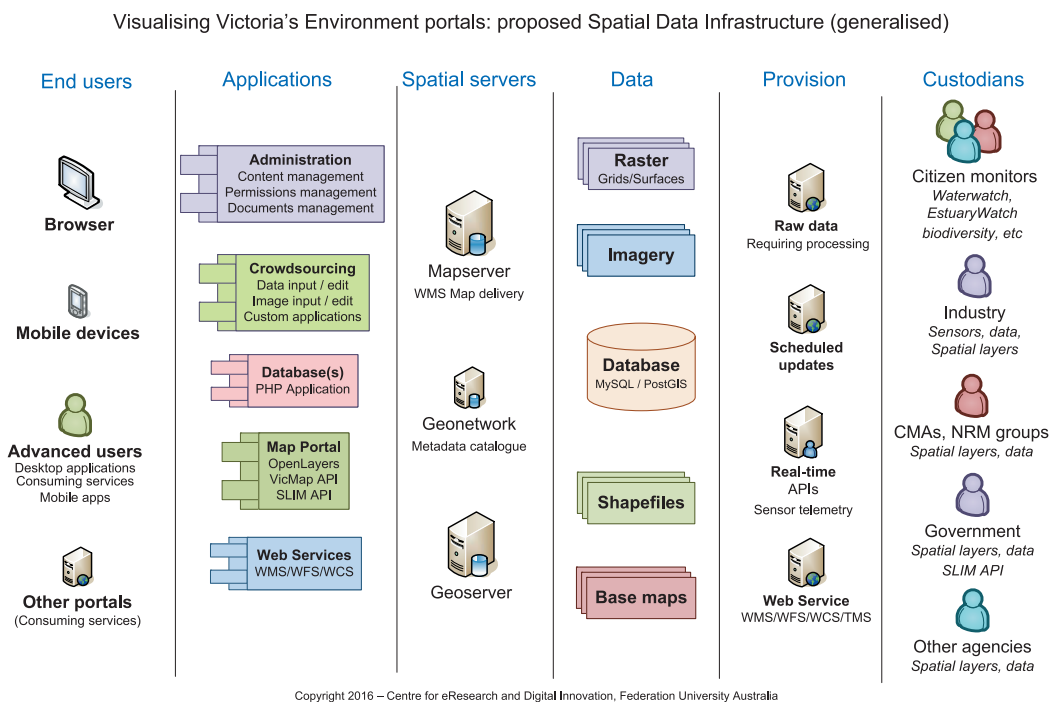 Visualising Victoria's Environment portals: proposed Spatial Data Infrastructure (generalised)
End users
Browser
Mobile devices
Advanced users
Desktop applications
Consuming services
Mobile apps
Other portals
(Consuming services)
Applications
Administration
Content management
Permissions management
Documents management
Crowdsourcing
Data input / edit
Image input / edit
Custom applications
Database(s)
PHP Application
Map Portal
OpenLayers
VicMap API
SLIM API
Web Services
WMS/WFS/WCS
Spatial servers
Mapserver
WMS Map delivery
Geonetwork
Metadata catalogue
Geoserver
Data
Raster
Grids/Surfaces
Imagery
Database
MySQL / PostGIS
Shapefiles
Base maps
Provision
Raw data
Requiring processing
Scheduled
updates
Real-time
APIs
Sensor telemetry
Web Service
WMS/WFS/WCS/TMS
Custodians
Citizen monitors
Waterwatch,
EstuaryWatch
biodiversity, etc
Industry
Sensors, data,
Spatial layers
CMAs, NRM groups
Spatial layers, data
Government
Spatial layers, data
SLIM API
Other agencies
Spatial layers, data
Copyright 2016 – Centre for eResearch and Digital Innovation, Federation University Australia